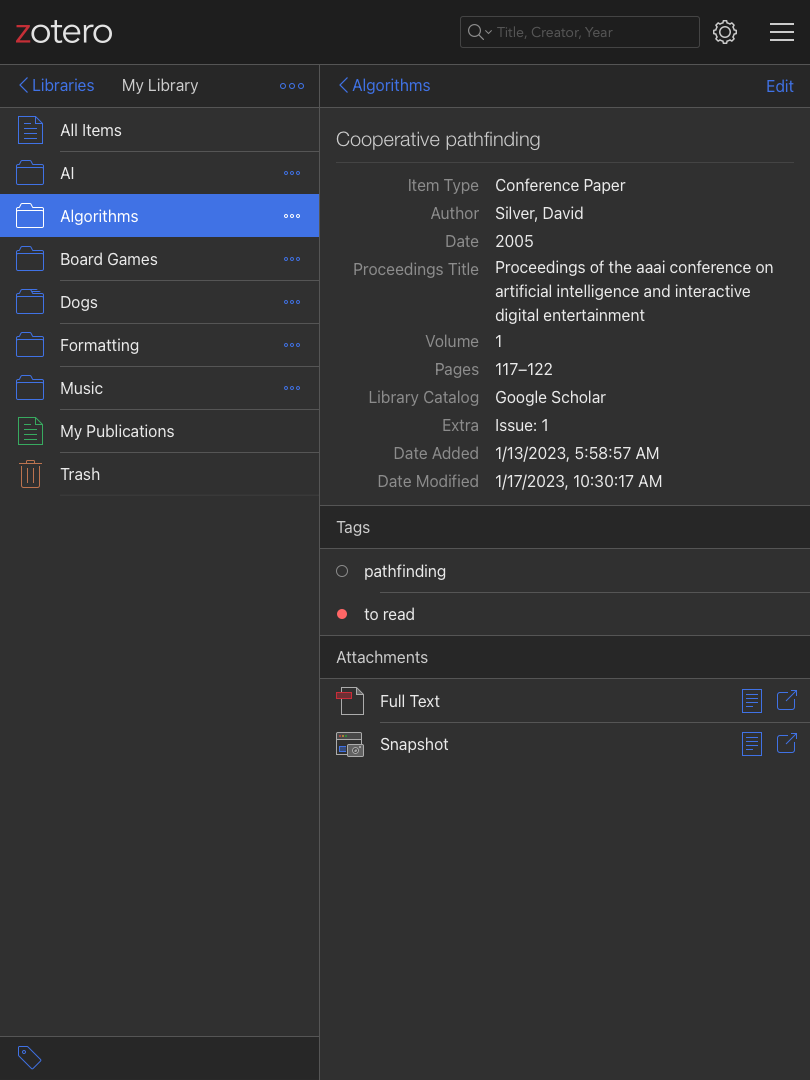 zotero
Title, Creator, Year
Libraries
My Library
All Items
AI
Algorithms
Board Games
Dogs
Formatting
Music
My Publications
Trash
Algorithms
Edit
Cooperative pathfinding
Item Type Conference Paper
Author Silver, David
Date 2005
Proceedings Title Proceedings of the aaai conference on
artificial intelligence and interactive
digital entertainment
Volume 1
Pages 117–122
Library Catalog Google Scholar
Extra Issue: 1
Date Added 1/13/2023, 5:58:57 AM
Date Modified 1/17/2023, 10:30:17 AM
Tags
pathfinding
to read
Attachments
Full Text
Snapshot